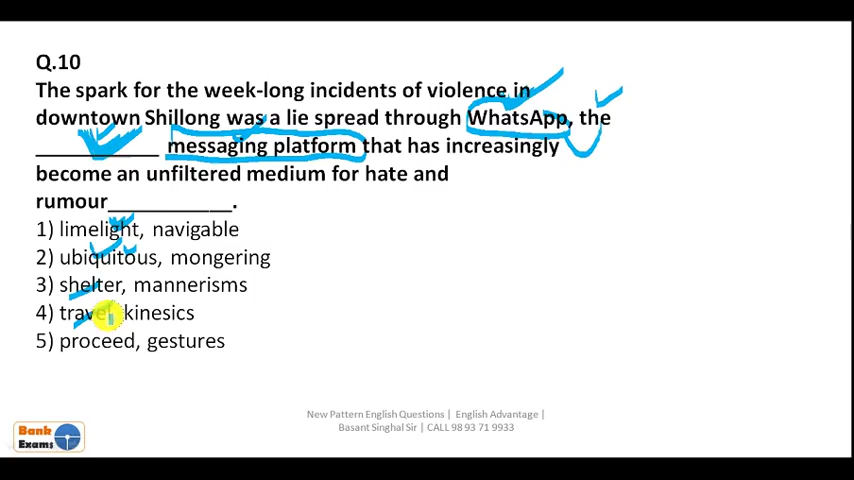 Q.10
The spark for the week-long incidents of violence in
downtown Shillong was a lie spread through WhatsApp, the
___________ messaging platform that has increasingly
become an unfiltered medium for hate and
rumour___________.
1) limelight, navigable
2) ubiquitous, mongering
3) shelter, mannerisms
4) travel, kinesics
5) proceed, gestures
New Pattern English Questions | English Advantage |
Basant Singhal Sir | CALL 98 93 71 9933
Bank
Exams